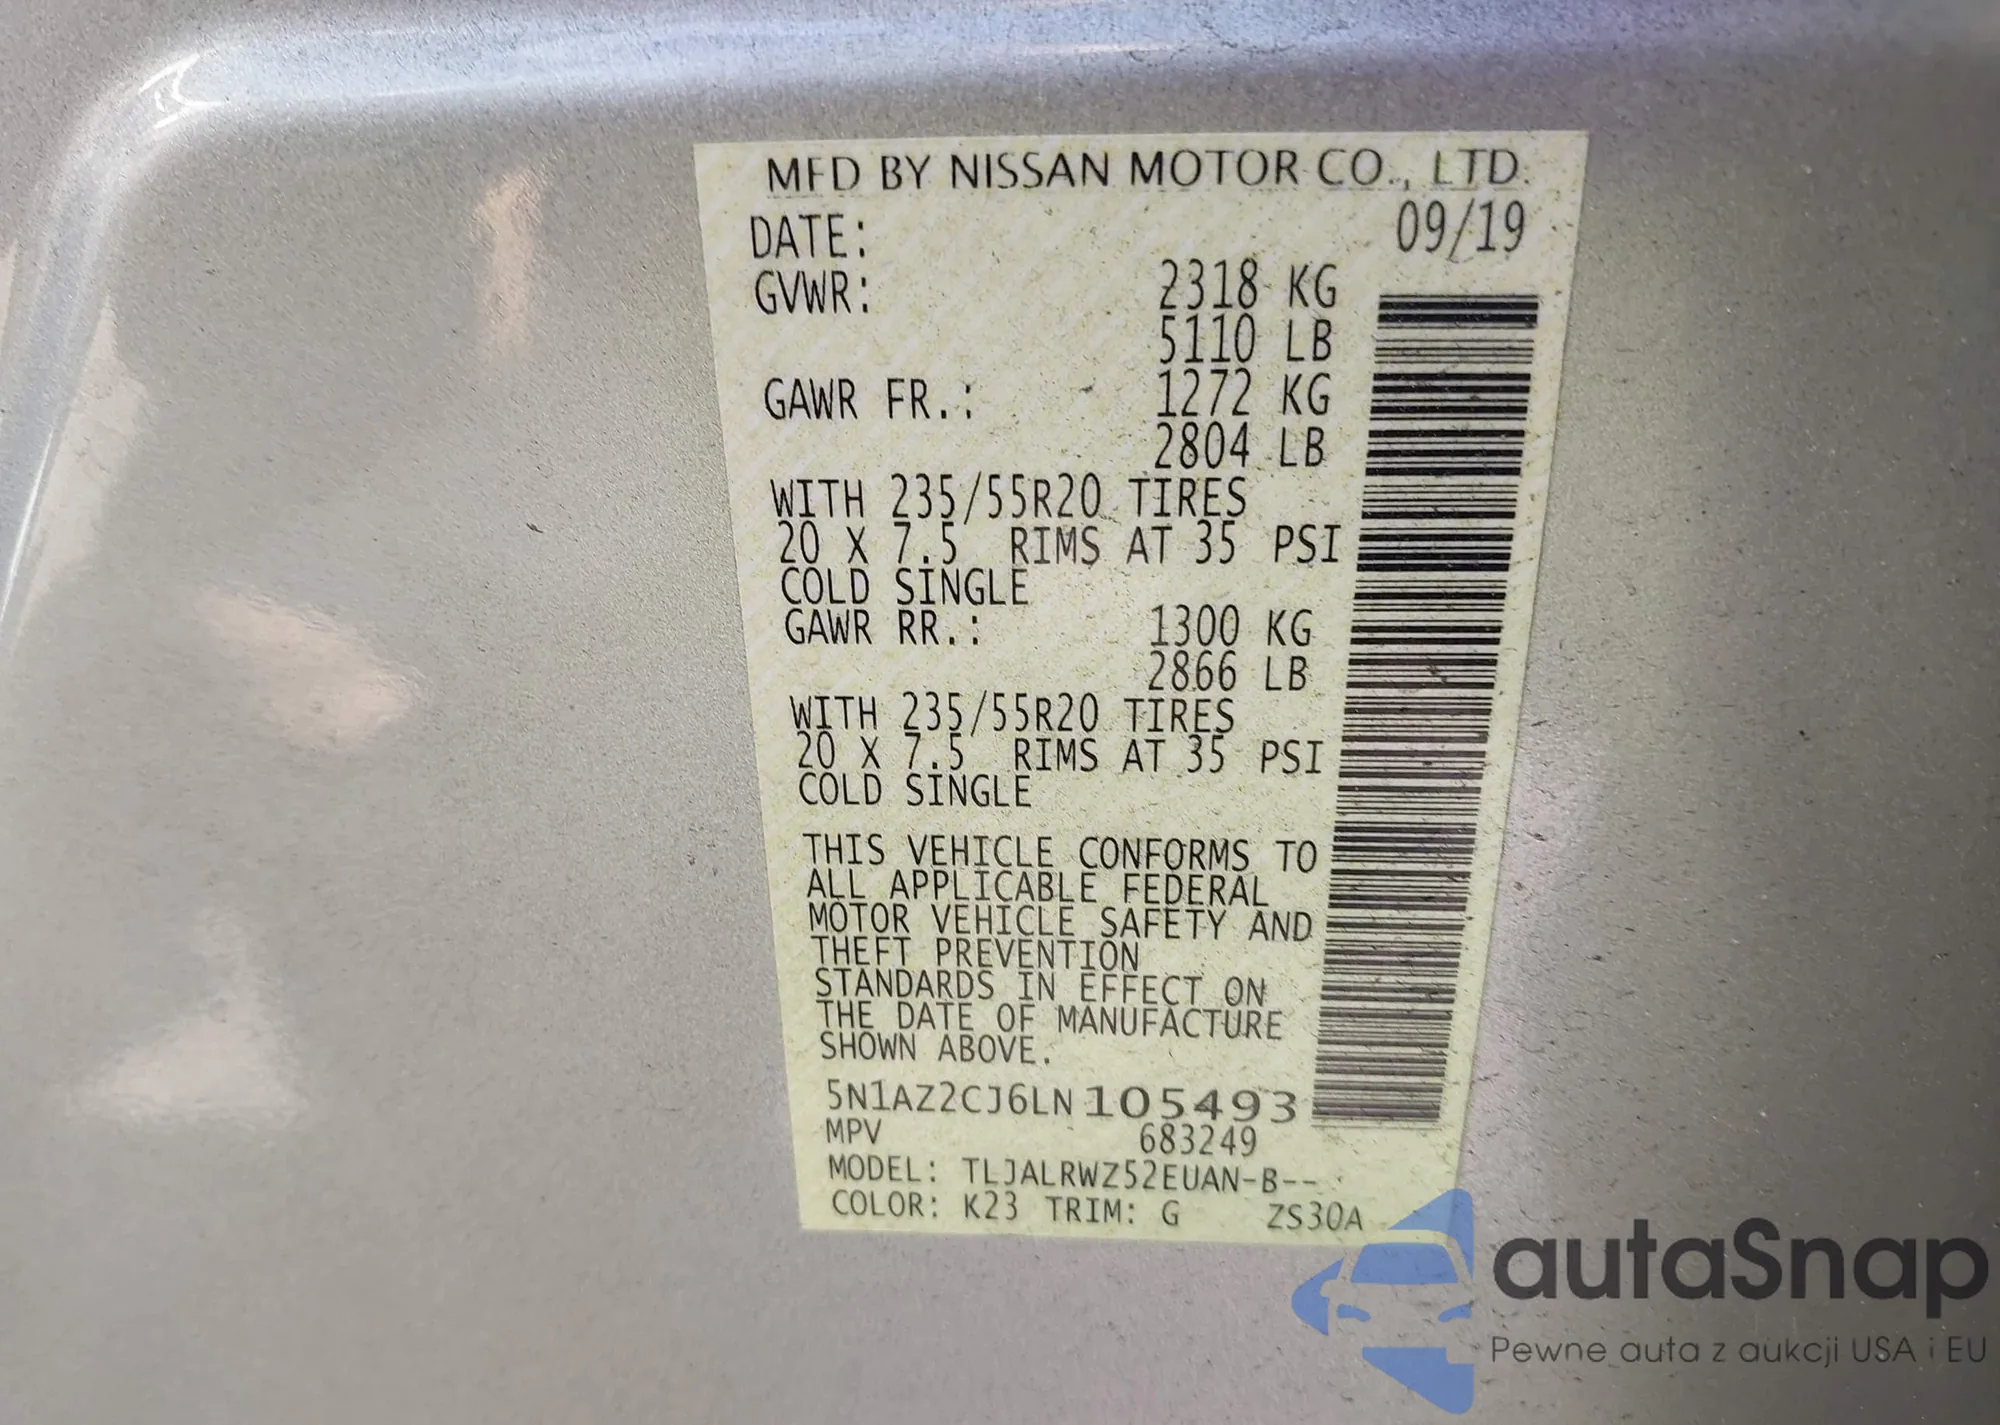 MFD BY NISSAN MOTOR CO., LTD.
DATE: 09/19
GVWR: 2318 KG
5110 LB
GAWR FR.: 1272 KG
2804 LB
WITH 235/55R20 TIRES
20 X 7.5 RIMS AT 35 PSI
COLD SINGLE
GAWR RR.: 1300 KG
2866 LB
WITH 235/55R20 TIRES
20 X 7.5 RIMS AT 35 PSI
COLD SINGLE
THIS VEHICLE CONFORMS TO
ALL APPLICABLE FEDERAL
MOTOR VEHICLE SAFETY AND
THEFT PREVENTION
STANDARDS IN EFFECT ON
THE DATE OF MANUFACTURE
SHOWN ABOVE.
5N1AZ2CJ6LN105493
MPV 683249
MODEL: TLJALRWZ52EUAN-B--
COLOR: K23 TRIM: G ZS30A
autaSnap
Pewne auta z aukcji USA i EU